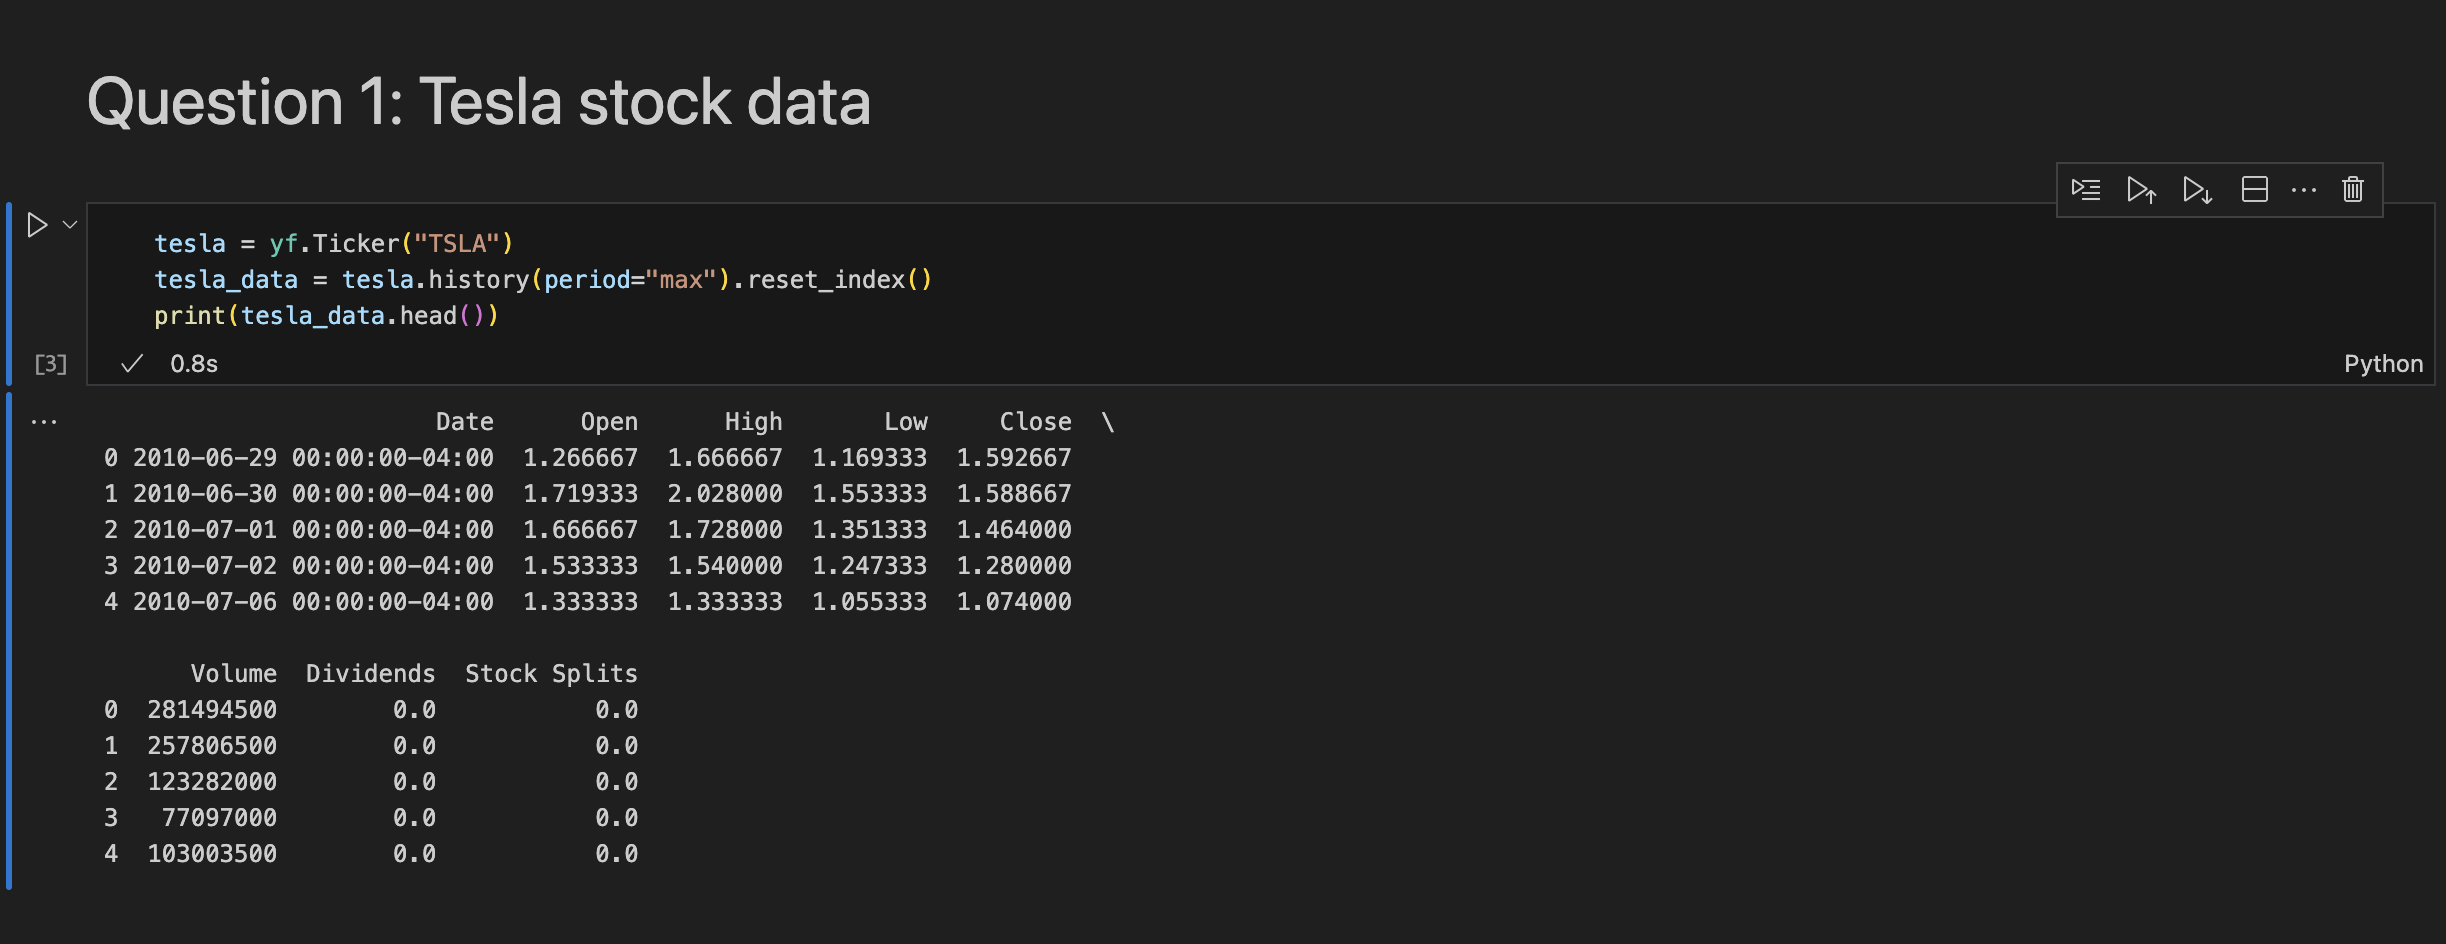 Question 1: Tesla stock data
tesla = yf.Ticker("TSLA")
tesla_data = tesla.history(period="max").reset_index()
print(tesla_data.head())
[3]
0.8s
Python
...
Date Open High Low Close \
0 2010-06-29 00:00:00-04:00 1.266667 1.666667 1.169333 1.592667
1 2010-06-30 00:00:00-04:00 1.719333 2.028000 1.553333 1.588667
2 2010-07-01 00:00:00-04:00 1.666667 1.728000 1.351333 1.464000
3 2010-07-02 00:00:00-04:00 1.533333 1.540000 1.247333 1.280000
4 2010-07-06 00:00:00-04:00 1.333333 1.333333 1.055333 1.074000
Volume Dividends Stock Splits
0 281494500 0.0 0.0
1 257806500 0.0 0.0
2 123282000 0.0 0.0
3 77097000 0.0 0.0
4 103003500 0.0 0.0